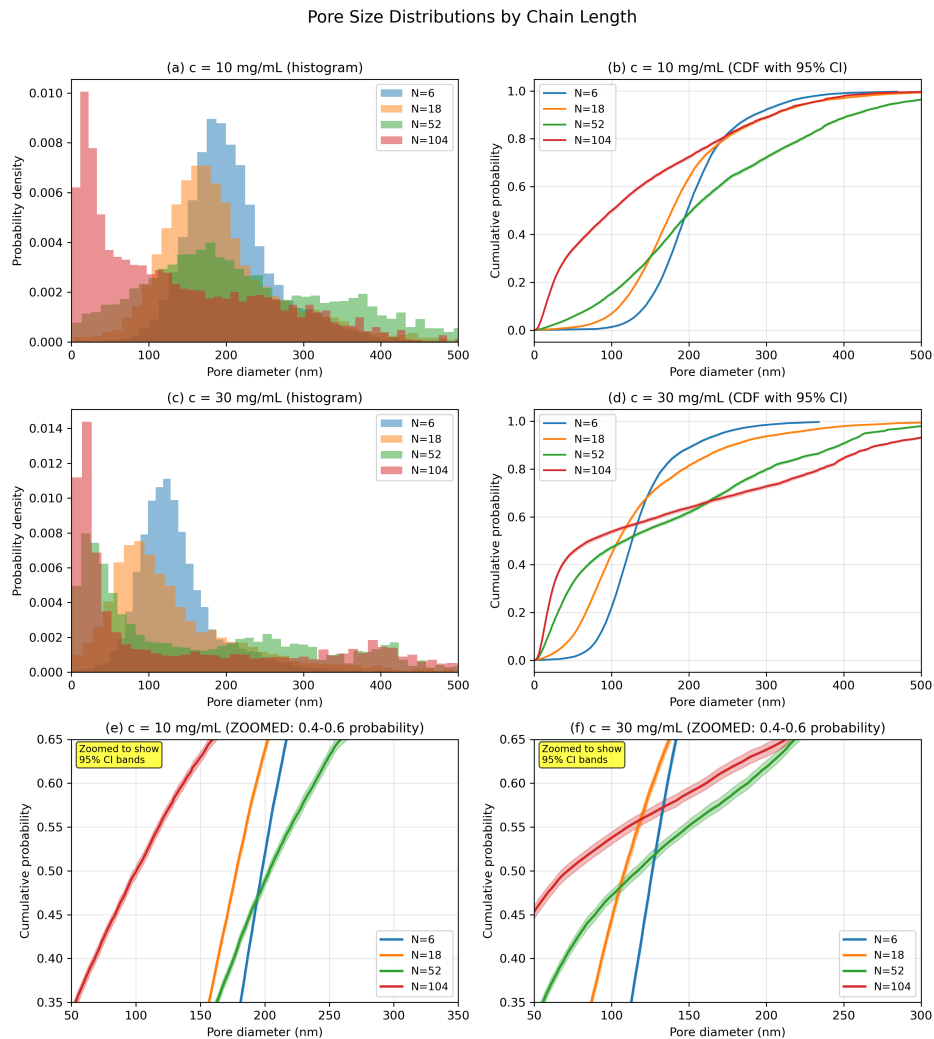 Pore Size Distributions by Chain Length
(a) c = 10 mg/mL (histogram)
Probability density
0.010
0.008
0.006
0.004
0.002
0.000
0 100 200 300 400 500
Pore diameter (nm)
N=6
N=18
N=52
N=104
(b) c = 10 mg/mL (CDF with 95% CI)
Cumulative probability
1.0
0.8
0.6
0.4
0.2
0.0
0 100 200 300 400 500
Pore diameter (nm)
N=6
N=18
N=52
N=104
(c) c = 30 mg/mL (histogram)
Probability density
0.014
0.012
0.010
0.008
0.006
0.004
0.002
0.000
0 100 200 300 400 500
Pore diameter (nm)
N=6
N=18
N=52
N=104
(d) c = 30 mg/mL (CDF with 95% CI)
Cumulative probability
1.0
0.8
0.6
0.4
0.2
0.0
0 100 200 300 400 500
Pore diameter (nm)
N=6
N=18
N=52
N=104
(e) c = 10 mg/mL (ZOOMED: 0.4-0.6 probability)
Zoomed to show
95% CI bands
Cumulative probability
0.65
0.60
0.55
0.50
0.45
0.40
0.35
50 100 150 200 250 300 350
Pore diameter (nm)
N=6
N=18
N=52
N=104
(f) c = 30 mg/mL (ZOOMED: 0.4-0.6 probability)
Zoomed to show
95% CI bands
Cumulative probability
0.65
0.60
0.55
0.50
0.45
0.40
0.35
50 100 150 200 250 300
Pore diameter (nm)
N=6
N=18
N=52
N=104